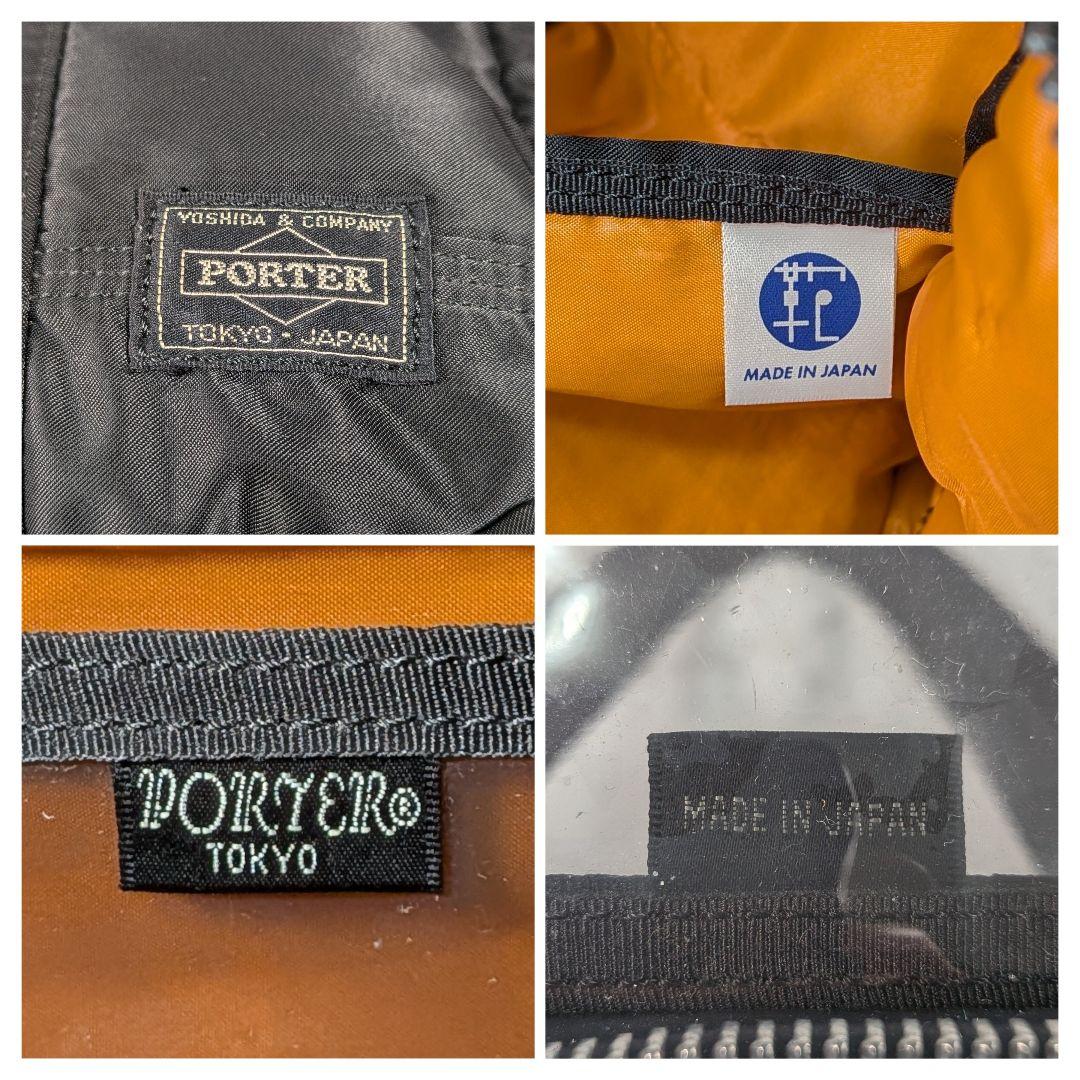 YOSHIDA & COMPANY
PORTER
TOKYO - JAPAN
MADE IN JAPAN
PORTER®
TOKYO
MADE IN JAPAN